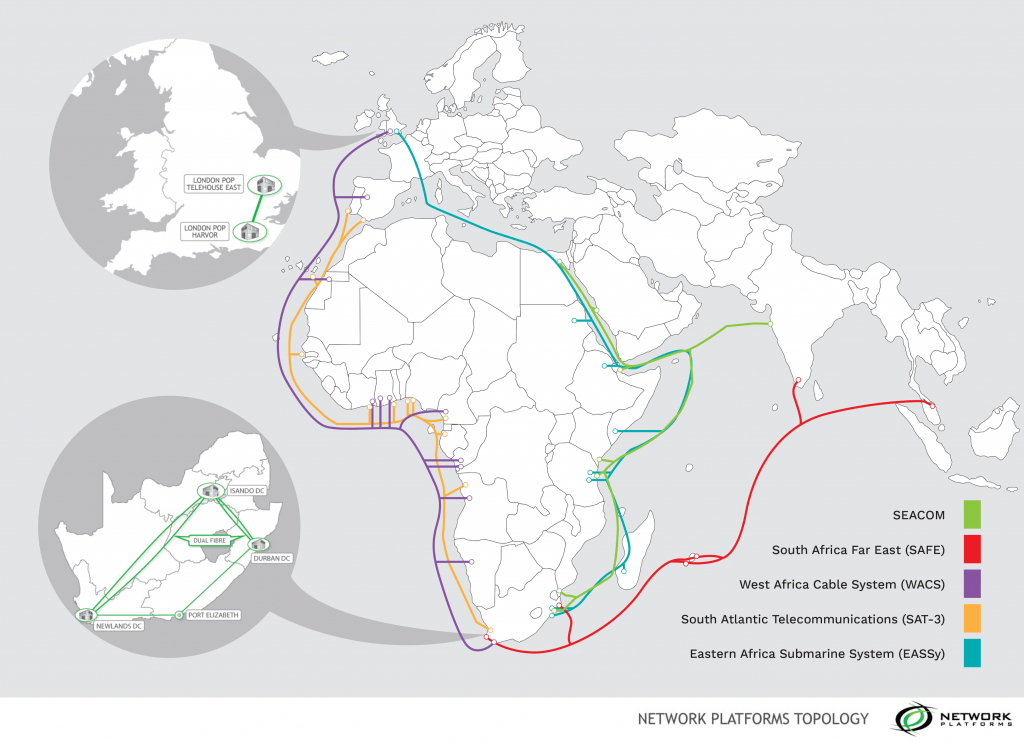 LONDON POP
TELEHOUSE EAST
LONDON POP
HARVOR
ISANDO DC
DUAL FIBRE
DURBAN DC
PORT ELIZABETH
NEWLANDS DC
SEACOM
South Africa Far East (SAFE)
West Africa Cable System (WACS)
South Atlantic Telecommunications (SAT-3)
Eastern Africa Submarine System (EASSy)
NETWORK PLATFORMS TOPOLOGY
NETWORK
PLATFORMS